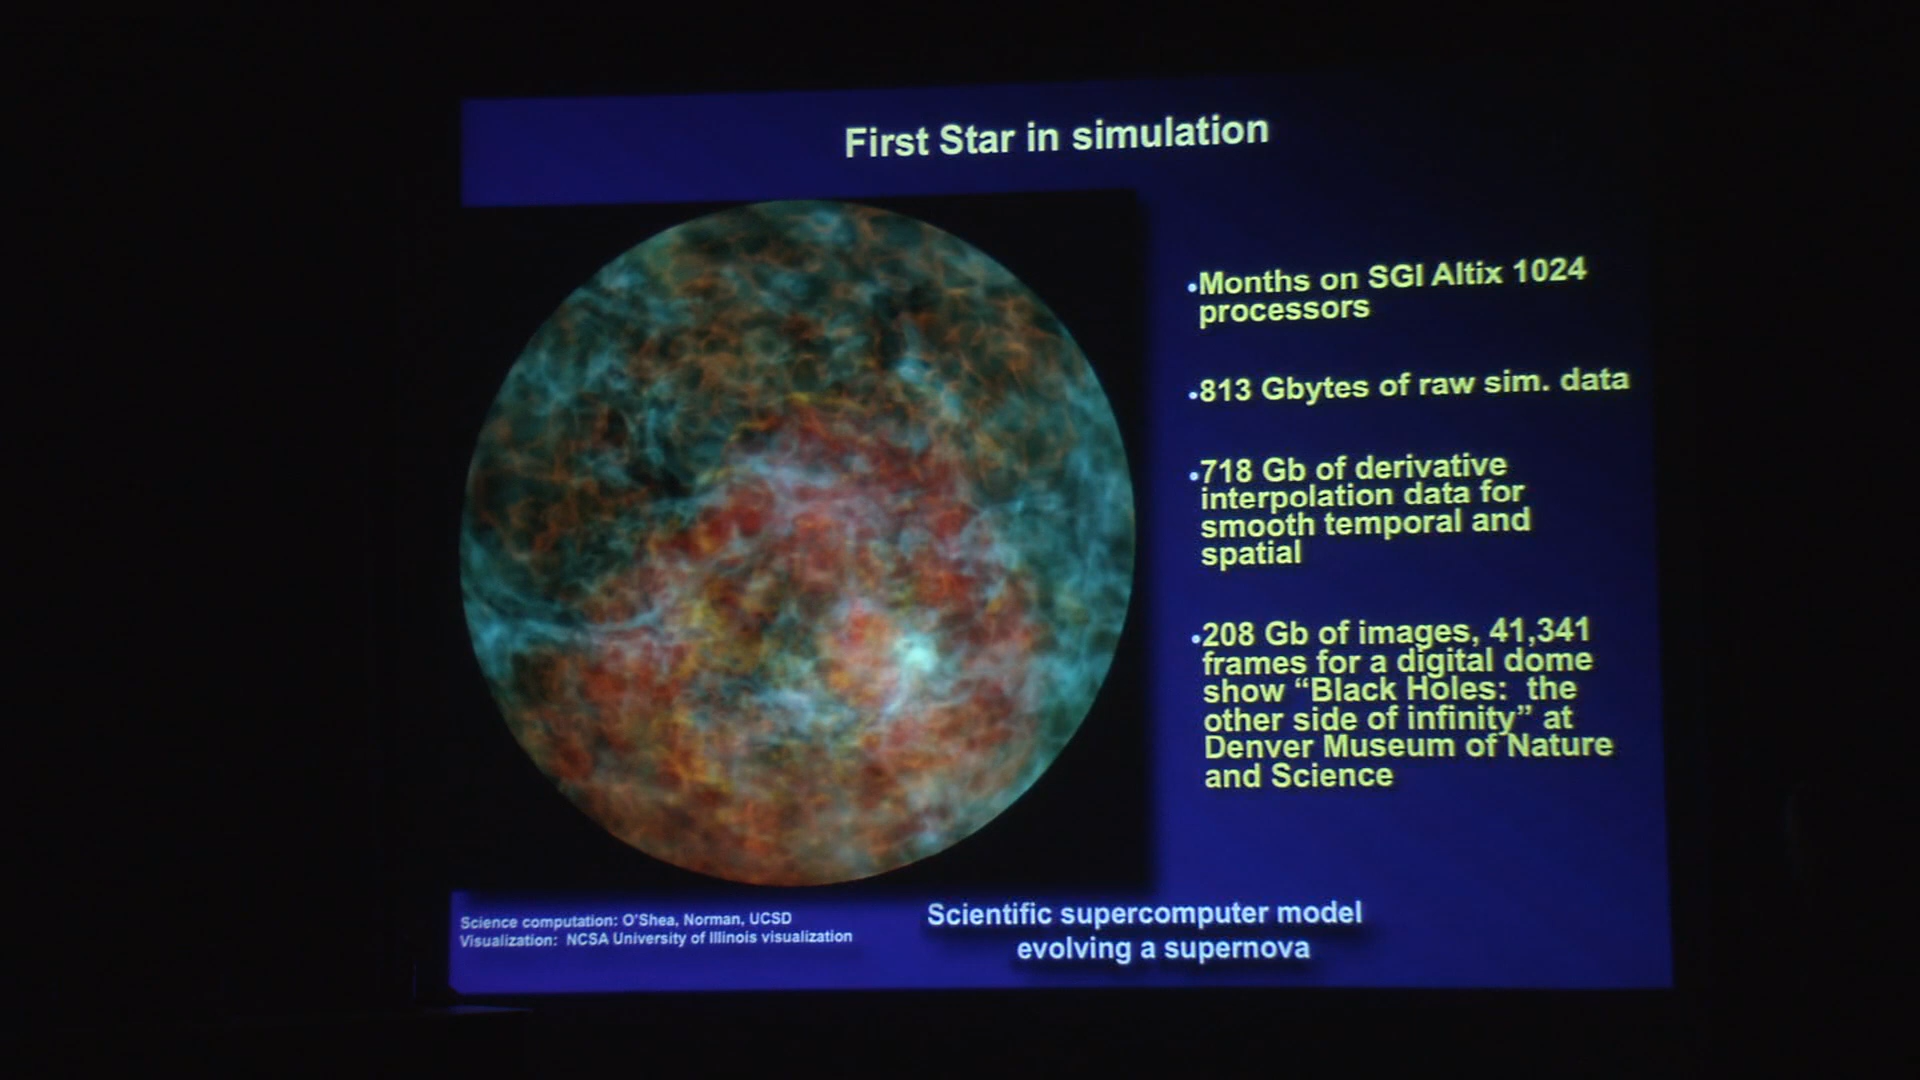 First Star in simulation
•Months on SGI Altix 1024
processors
•813 Gbytes of raw sim. data
•718 Gb of derivative
interpolation data for
smooth temporal and
spatial
•208 Gb of images, 41,341
frames for a digital dome
show “Black Holes:  the
other side of infinity” at
Denver Museum of Nature
and Science
Science computation: O'Shea, Norman, UCSD
Visualization:  NCSA University of Illinois visualization
Scientific supercomputer model
evolving a supernova